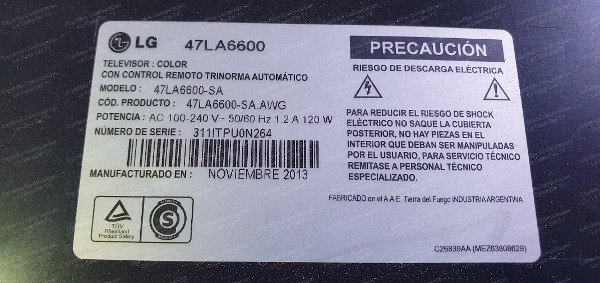 LG 47LA6600
TELEVISOR : COLOR
CON CONTROL REMOTO TRINORMA AUTOMÁTICO
MODELO : 47LA6600-SA
CÓD. PRODUCTO : 47LA6600-SA.AWG
POTENCIA : AC 100-240 V~ 50/60 Hz 1.2 A 120 W
NÚMERO DE SERIE : 311ITPU0N264
MANUFACTURADO EN : NOVIEMBRE 2013
TÜV
Rheinland
Product Safety
S
PRECAUCIÓN
RIESGO DE DESCARGA ELÉCTRICA
PARA REDUCIR EL RIESGO DE SHOCK
ELÉCTRICO NO SAQUE LA CUBIERTA
POSTERIOR, NO HAY PIEZAS EN EL
INTERIOR QUE DEBAN SER MANIPULADAS
POR EL USUARIO, PARA SERVICIO TÉCNICO
REMITASE A PERSONAL TÉCNICO
ESPECIALIZADO.
FABRICADO en el A.A.E. Tierra del Fuego INDUSTRIA ARGENTINA